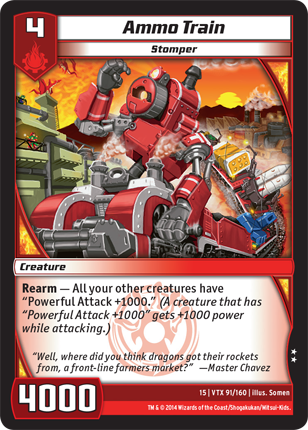 4
Ammo Train
Stomper
Creature
Rearm — All your other creatures have
“Powerful Attack +1000.” (A creature that has
“Powerful Attack +1000” gets +1000 power
while attacking.)
“Well, where did you think dragons got their rockets
from, a front-line farmers market?” —Master Chavez
4000
15 | VTX 91/160 | illus. Somen
TM & © 2014 Wizards of the Coast/Shogakukan/Mitsui-Kids.